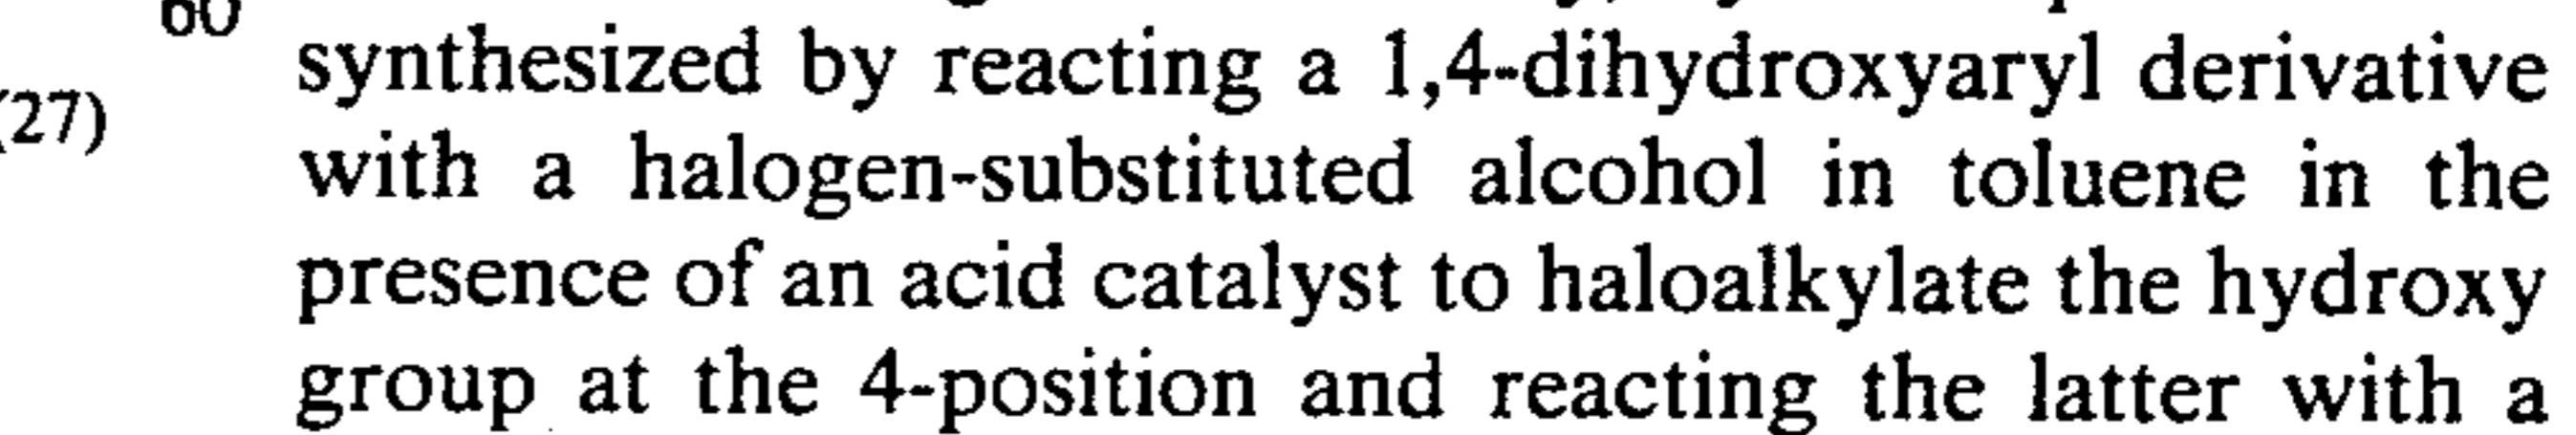 60
synthesized by reacting a 1,4-dihydroxyaryl derivative
(27)
with a halogen-substituted alcohol in toluene in the
presence of an acid catalyst to haloalkylate the hydroxy
group at the 4-position and reacting the latter with a